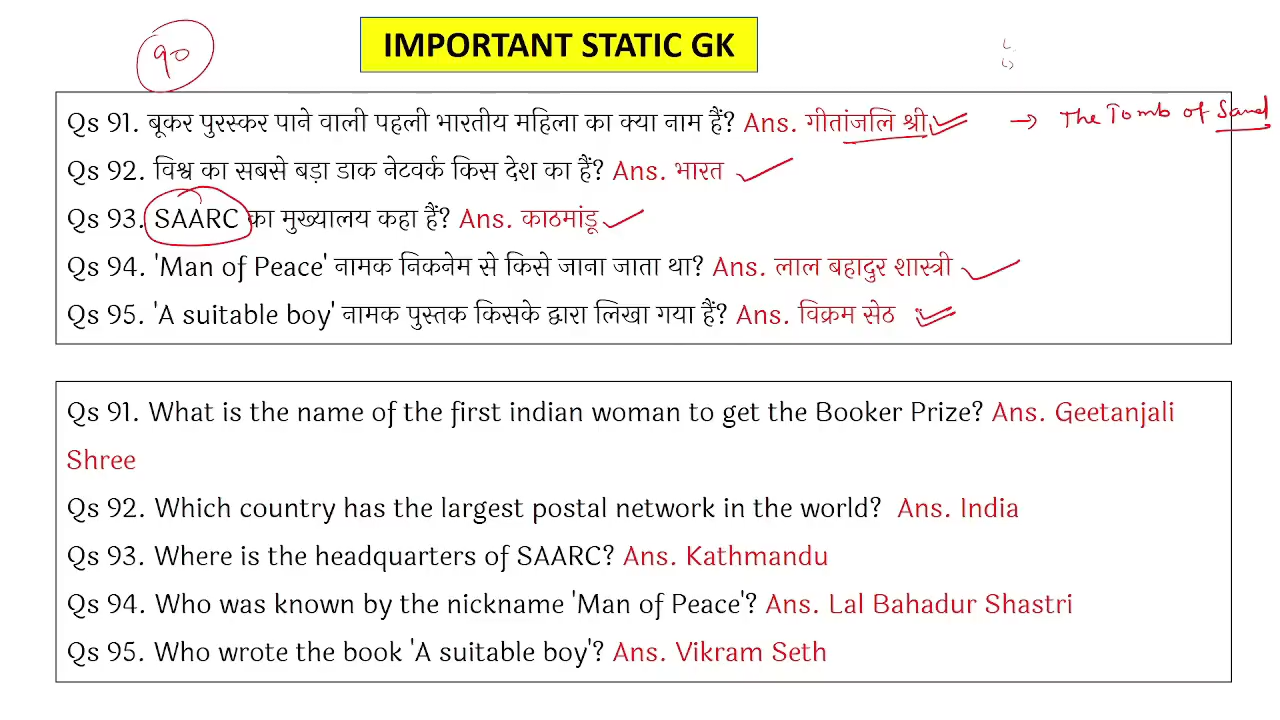 90
IMPORTANT STATIC GK
Qs 91. बूकर पुरस्कर पाने वाली पहली भारतीय महिला का क्या नाम हैं? Ans. गीतांजलि श्री → The Tomb of Sand
Qs 92. विश्व का सबसे बड़ा डाक नेटवर्क किस देश का हैं? Ans. भारत
Qs 93. SAARC का मुख्यालय कहा हैं? Ans. काठमांडू
Qs 94. 'Man of Peace' नामक निकनेम से किसे जाना जाता था? Ans. लाल बहादुर शास्त्री
Qs 95. 'A suitable boy' नामक पुस्तक किसके द्वारा लिखा गया हैं? Ans. विक्रम सेठ
Qs 91. What is the name of the first indian woman to get the Booker Prize? Ans. Geetanjali
Shree
Qs 92. Which country has the largest postal network in the world? Ans. India
Qs 93. Where is the headquarters of SAARC? Ans. Kathmandu
Qs 94. Who was known by the nickname 'Man of Peace'? Ans. Lal Bahadur Shastri
Qs 95. Who wrote the book 'A suitable boy'? Ans. Vikram Seth